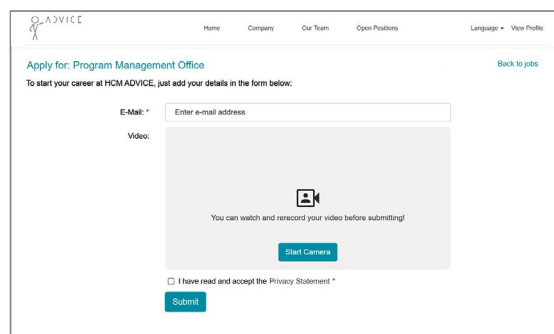 ADVICE
Home Company Our Team Open Positions Language View Profile
Apply for: Program Management Office Back to jobs
To start your career at HCM ADVICE, just add your details in the form below:
E-Mail: * Enter e-mail address
Video:
You can watch and rerecord your video before submitting!
Start Camera
I have read and accept the Privacy Statement *
Submit